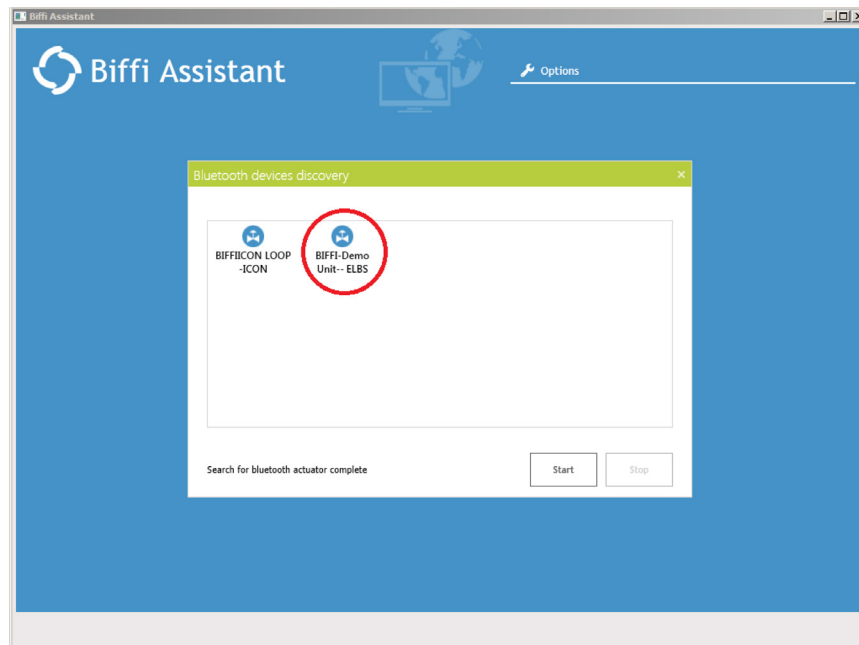 Biffi Assistant
Biffi Assistant
Options
Bluetooth devices discovery
BIFFIICON LOOP
-ICON
BIFFI-Demo
Unit-- ELBS
Search for bluetooth actuator complete
Start
Stop